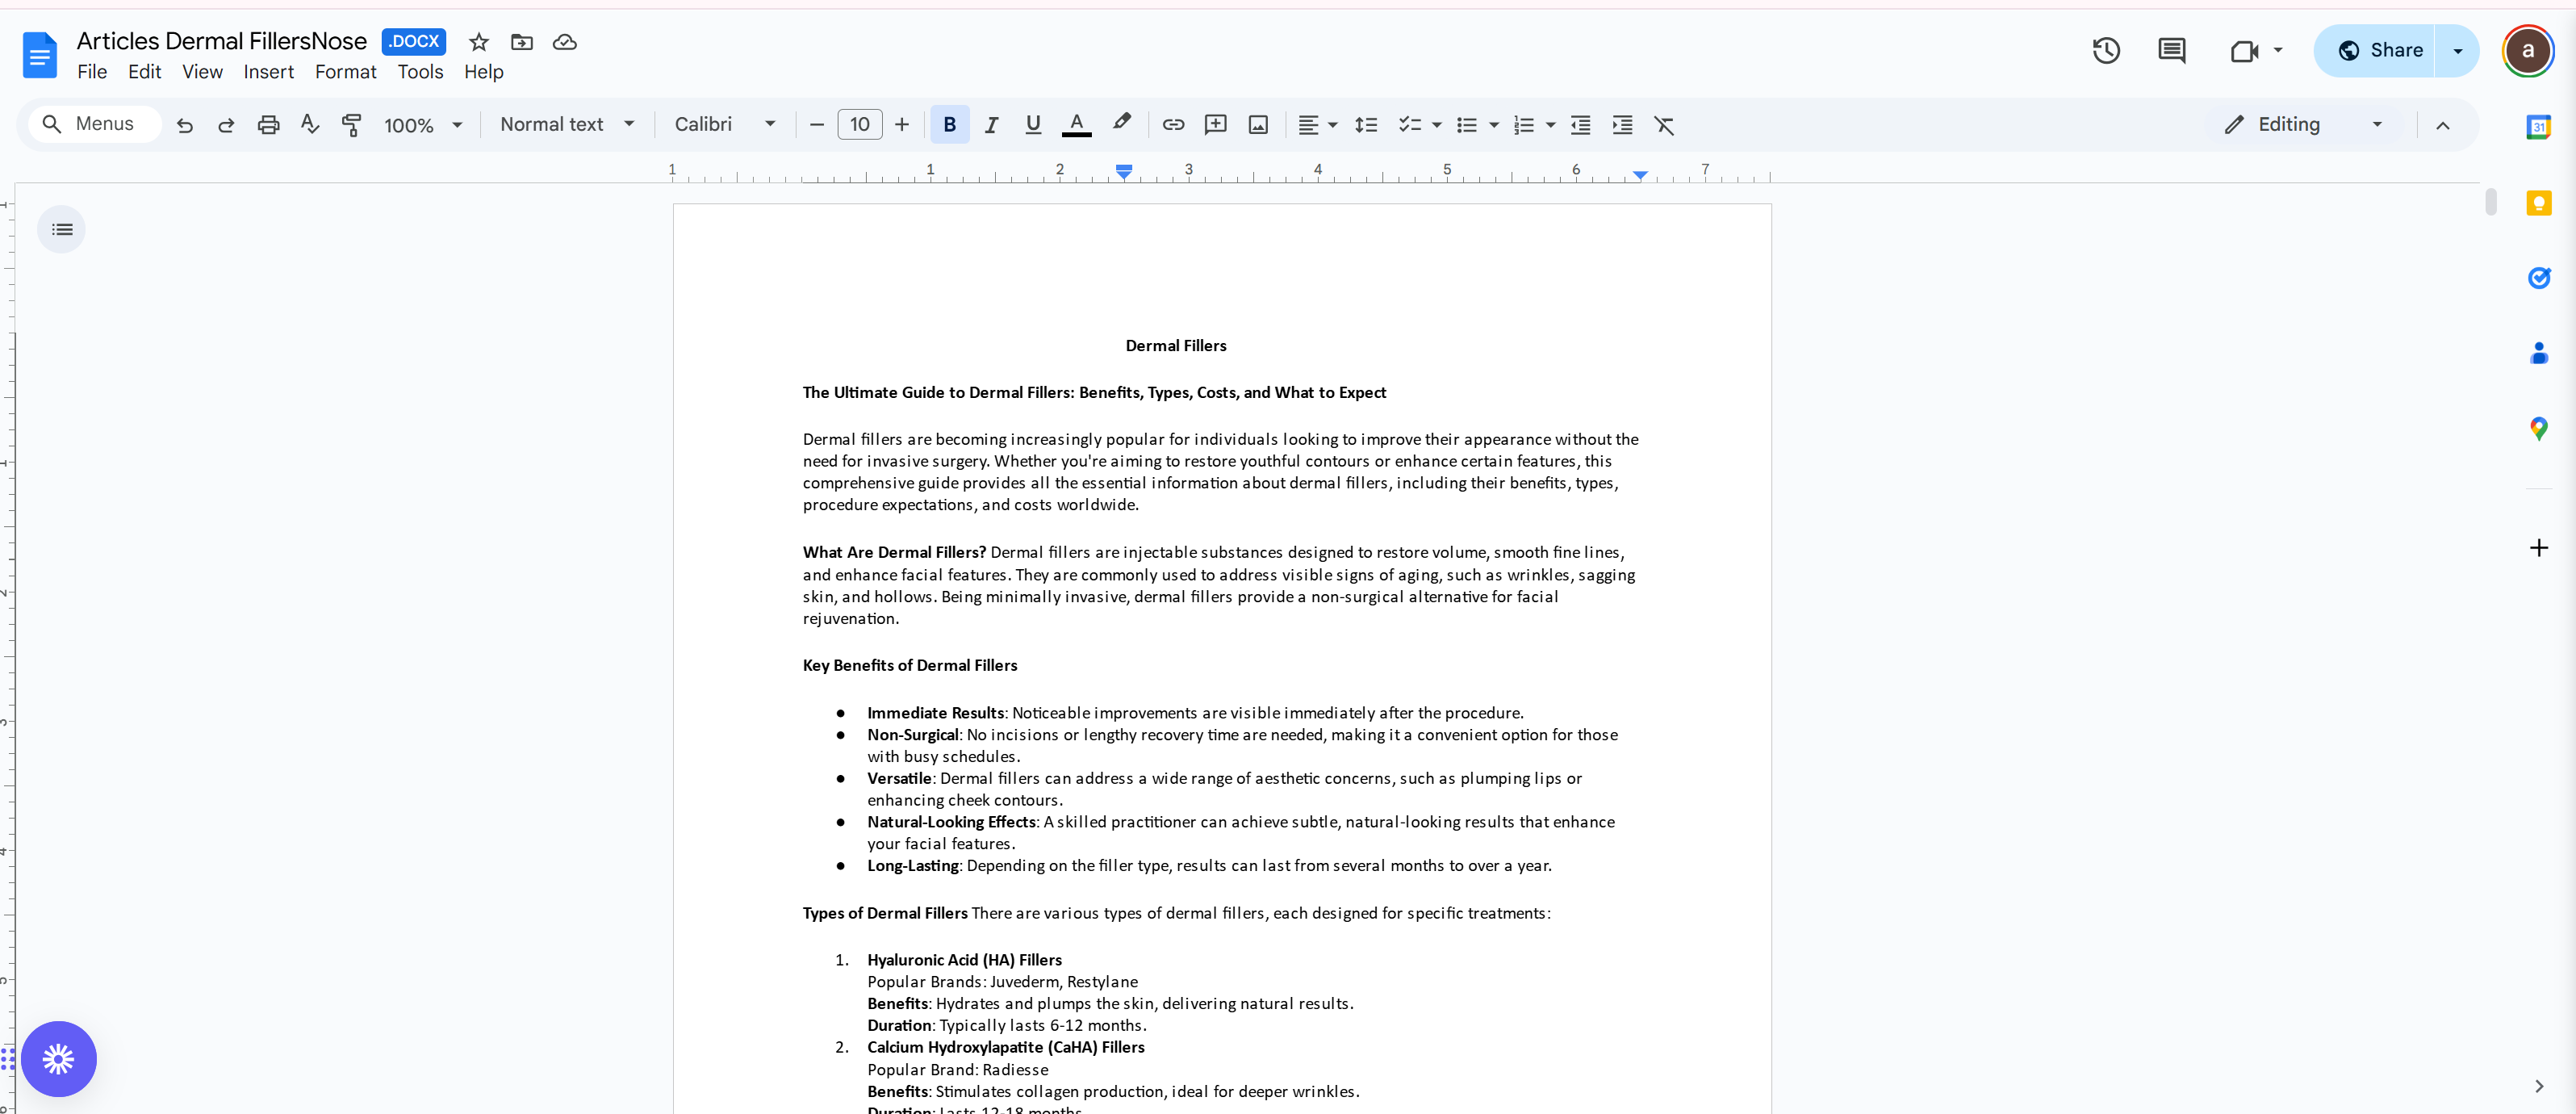 Articles Dermal FillersNose .DOCX
File Edit View Insert Format Tools Help
Share
a
Menus 100% Normal text Calibri 10 B I U A Editing
31
1 1 2 3 4 5 6 7
Dermal Fillers
The Ultimate Guide to Dermal Fillers: Benefits, Types, Costs, and What to Expect
Dermal fillers are becoming increasingly popular for individuals looking to improve their appearance without the
need for invasive surgery. Whether you're aiming to restore youthful contours or enhance certain features, this
comprehensive guide provides all the essential information about dermal fillers, including their benefits, types,
procedure expectations, and costs worldwide.
What Are Dermal Fillers? Dermal fillers are injectable substances designed to restore volume, smooth fine lines,
and enhance facial features. They are commonly used to address visible signs of aging, such as wrinkles, sagging
skin, and hollows. Being minimally invasive, dermal fillers provide a non-surgical alternative for facial
rejuvenation.
Key Benefits of Dermal Fillers
● Immediate Results: Noticeable improvements are visible immediately after the procedure.
● Non-Surgical: No incisions or lengthy recovery time are needed, making it a convenient option for those
with busy schedules.
● Versatile: Dermal fillers can address a wide range of aesthetic concerns, such as plumping lips or
enhancing cheek contours.
● Natural-Looking Effects: A skilled practitioner can achieve subtle, natural-looking results that enhance
your facial features.
● Long-Lasting: Depending on the filler type, results can last from several months to over a year.
Types of Dermal Fillers There are various types of dermal fillers, each designed for specific treatments:
1. Hyaluronic Acid (HA) Fillers
Popular Brands: Juvederm, Restylane
Benefits: Hydrates and plumps the skin, delivering natural results.
Duration: Typically lasts 6-12 months.
2. Calcium Hydroxylapatite (CaHA) Fillers
Popular Brand: Radiesse
Benefits: Stimulates collagen production, ideal for deeper wrinkles.
Duration: Lasts 12-18 months.